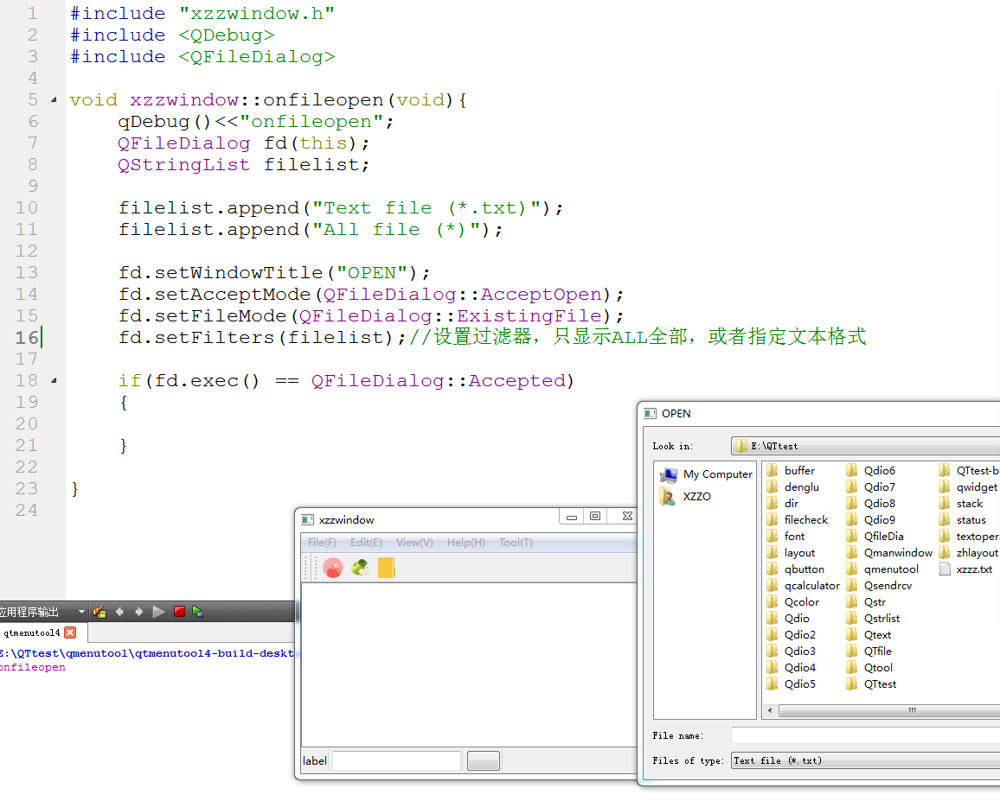 1 #include "xzzwindow.h"
2 #include <QDebug>
3 #include <QFileDialog>
4
5 void xzzwindow::onfileopen(void){
6 qDebug()<<"onfileopen";
7 QFileDialog fd(this);
8 QStringList filelist;
9
10 filelist.append("Text file (*.txt)");
11 filelist.append("All file (*)");
12
13 fd.setWindowTitle("OPEN");
14 fd.setAcceptMode(QFileDialog::AcceptOpen);
15 fd.setFileMode(QFileDialog::ExistingFile);
16 fd.setFilters(filelist);//设置过滤器，只显示ALL全部，或者指定文本格式
17
18 if(fd.exec() == QFileDialog::Accepted)
19 {
20
21 }
22
23 }
24
应用程序输出
qtmenutool4
E:\QTtest\qmenutool\qtmenutool4-build-deskt
onfileopen
xzzwindow
File(F) Edit(E) View(V) Help(H) Tool(T)
label
OPEN
Look in: E:\QTtest
My Computer
XZZO
buffer Qdio6 QTtest-b
denglu Qdio7 qwidget
dir Qdio8 stack
filecheck Qdio9 status
font QfileDia textoper
layout Qmanwindow zhlayout
qbutton qmenutool xzzz.txt
qcalculator Qsendrcv
Qcolor Qstr
Qdio Qstrlist
Qdio2 Qtext
Qdio3 QTfile
Qdio4 Qtool
Qdio5 QTtest
File name:
Files of type: Text file (*.txt)